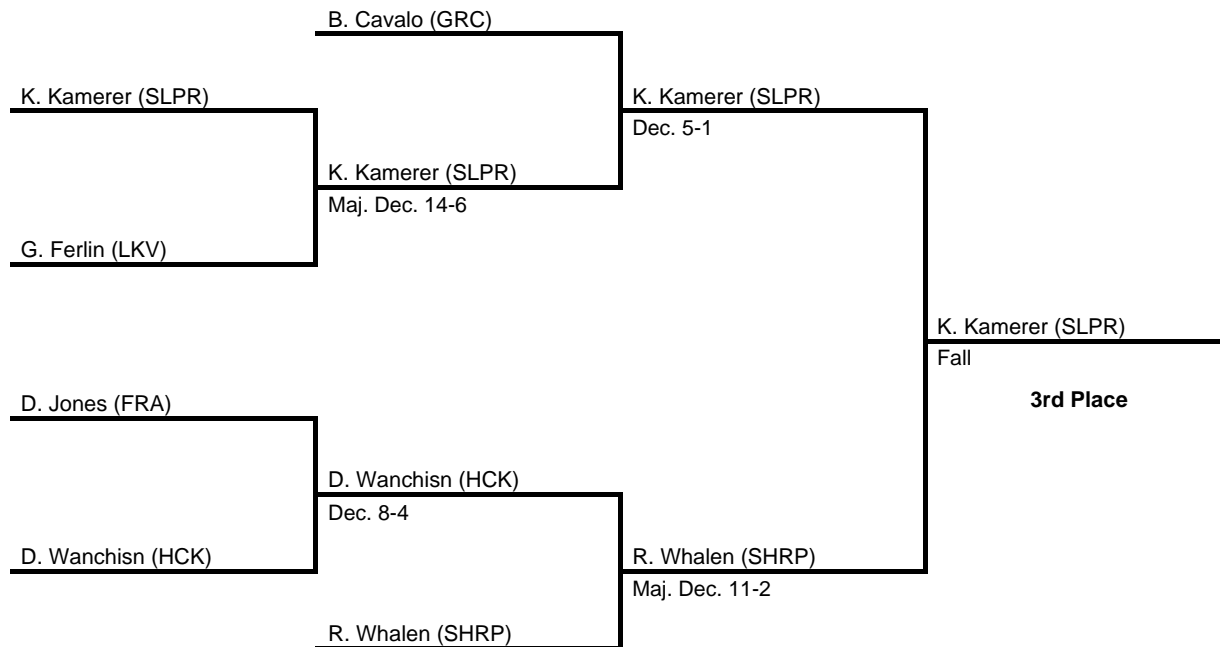 B. Cavalo (GRC)
K. Kamerer (SLPR)
K. Kamerer (SLPR)
Dec. 5-1
K. Kamerer (SLPR)
Maj. Dec. 14-6
G. Ferlin (LKV)
K. Kamerer (SLPR)
Fall
3rd Place
D. Jones (FRA)
D. Wanchisn (HCK)
Dec. 8-4
D. Wanchisn (HCK)
R. Whalen (SHRP)
Maj. Dec. 11-2
R. Whalen (SHRP)